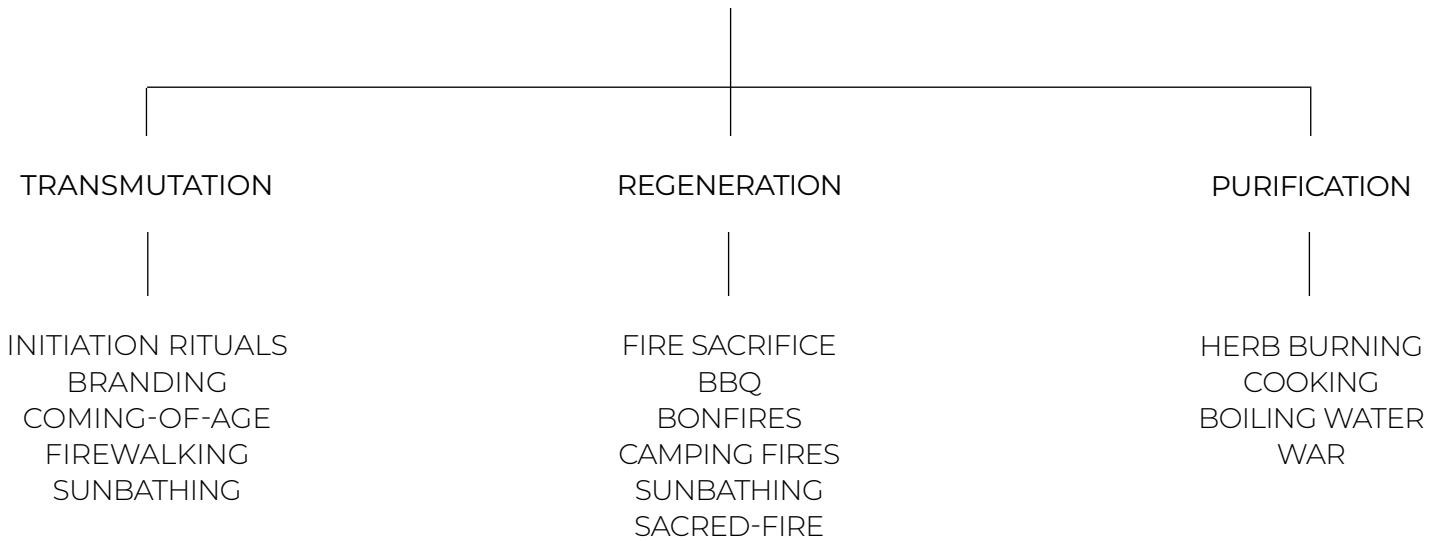 TRANSMUTATION
REGENERATION
PURIFICATION
INITIATION RITUALS
BRANDING
COMING-OF-AGE
FIREWALKING
SUNBATHING
FIRE SACRIFICE
BBQ
BONFIRES
CAMPING FIRES
SUNBATHING
SACRED-FIRE
HERB BURNING
COOKING
BOILING WATER
WAR